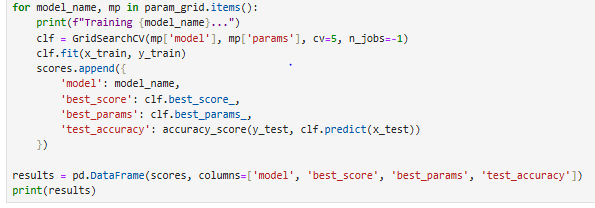 for model_name, mp in param_grid.items():
    print(f"Training {model_name}...")
    clf = GridSearchCV(mp['model'], mp['params'], cv=5, n_jobs=-1)
    clf.fit(x_train, y_train)
    scores.append({
        'model': model_name,
        'best_score': clf.best_score_,
        'best_params': clf.best_params_,
        'test_accuracy': accuracy_score(y_test, clf.predict(x_test))
    })
results = pd.DataFrame(scores, columns=['model', 'best_score', 'best_params', 'test_accuracy'])
print(results)